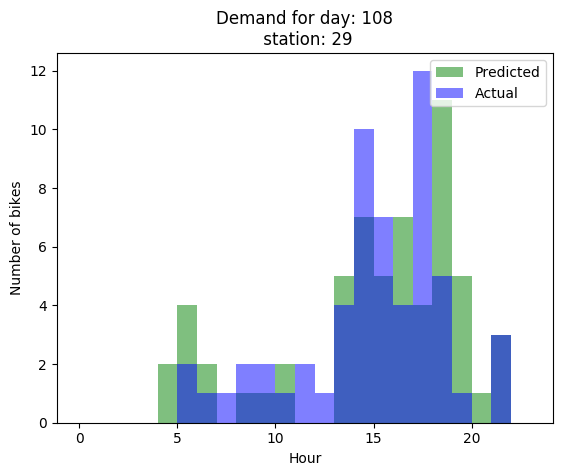 Demand for day: 108
station: 29
Predicted
Actual
Number of bikes
12
10
8
6
4
2
0
0 5 10 15 20
Hour